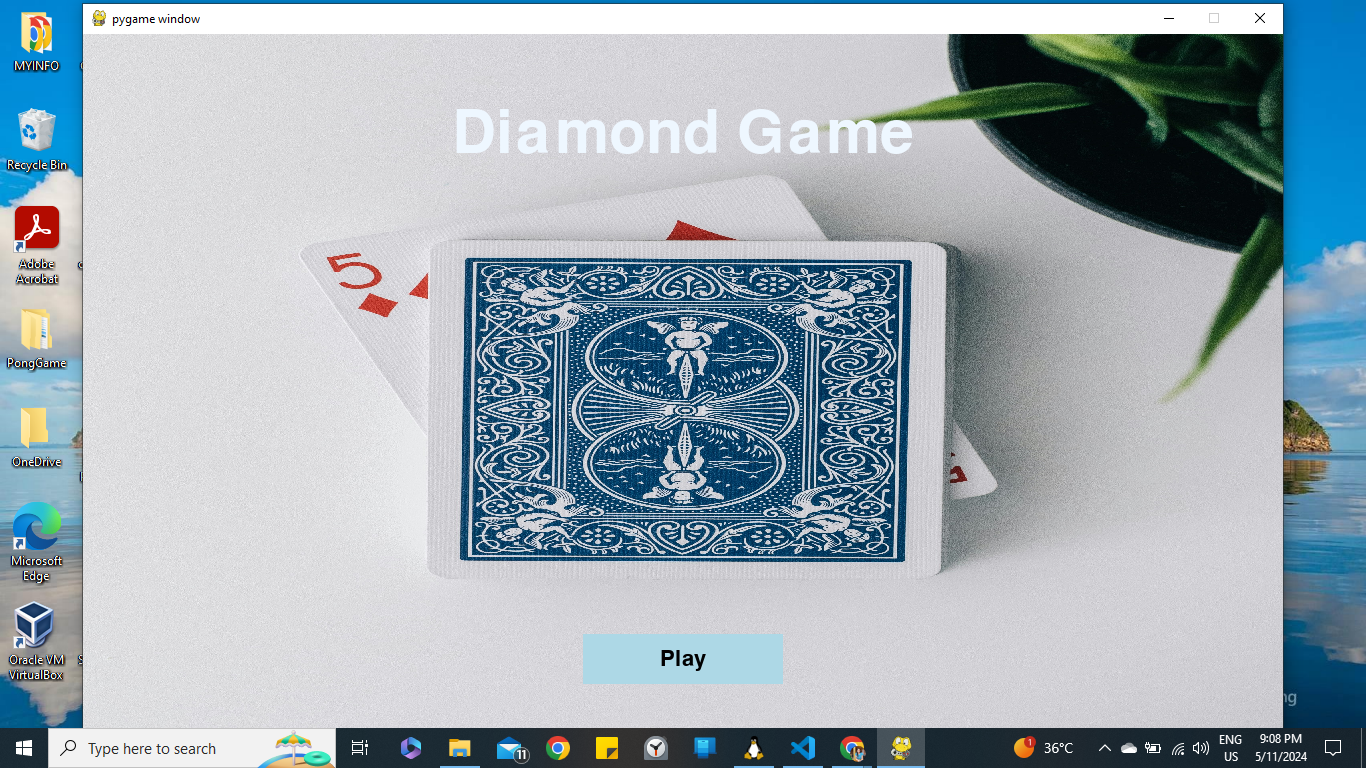 pygame window
MYINFO
Recycle Bin
Adobe
Acrobat
PongGame
OneDrive
Microsoft
Edge
Oracle VM
VirtualBox
Diamond Game
5
Play
Type here to search
11
1
36°C
ENG
US
9:08 PM
5/11/2024